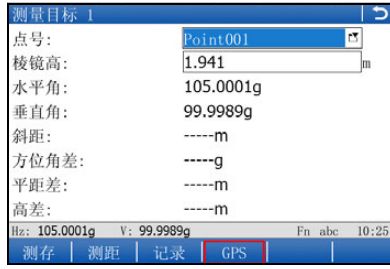 测量目标 1
点号: Point001
棱镜高: 1.941 m
水平角: 105.0001g
垂直角: 99.9989g
斜距: -----m
方位角差: -----g
平距差: -----m
高差: -----m
Hz: 105.0001g V: 99.9989g Fn abc 10:25
测存 测距 记录 GPS